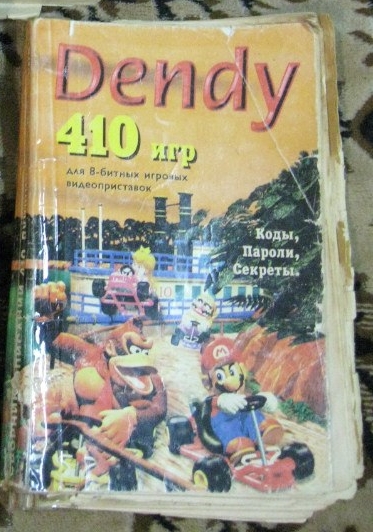 Dendy
410 игр
для 8-битных игровых
видеоприставок
Коды,
Пароли,
Секреты.